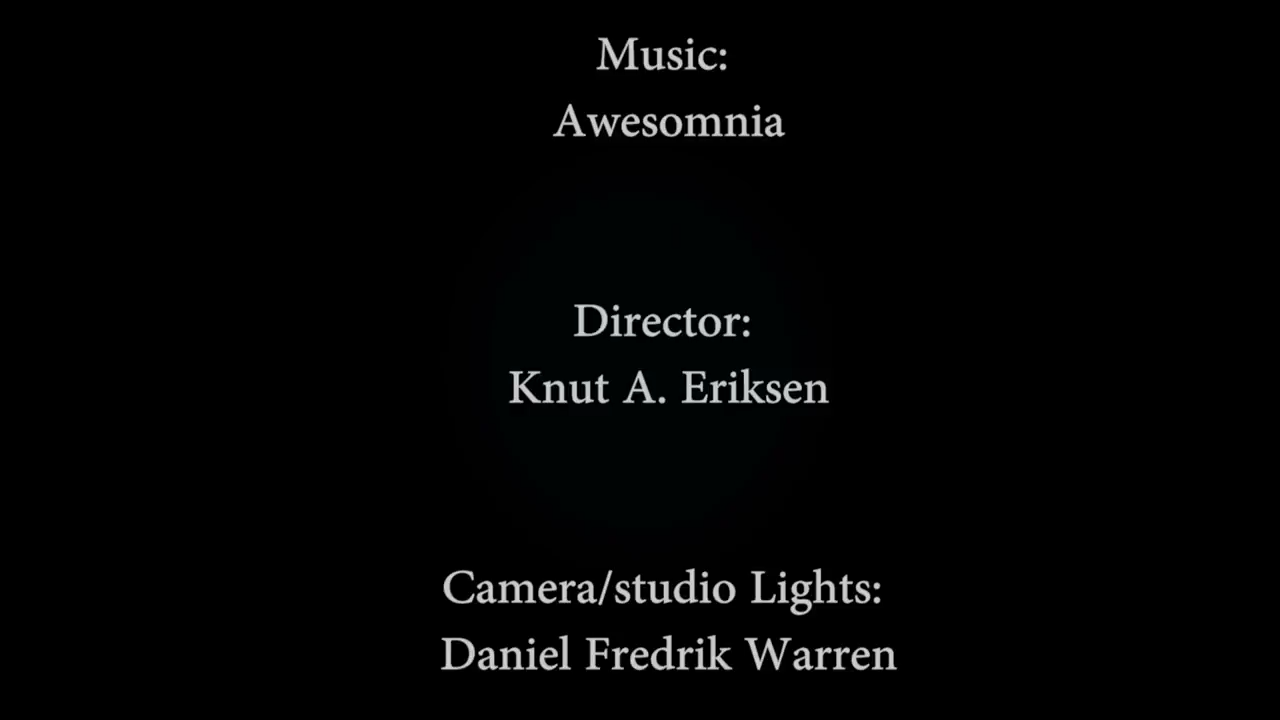 Music:
Awesomnia
Director:
Knut A. Eriksen
Camera/studio Lights:
Daniel Fredrik Warren